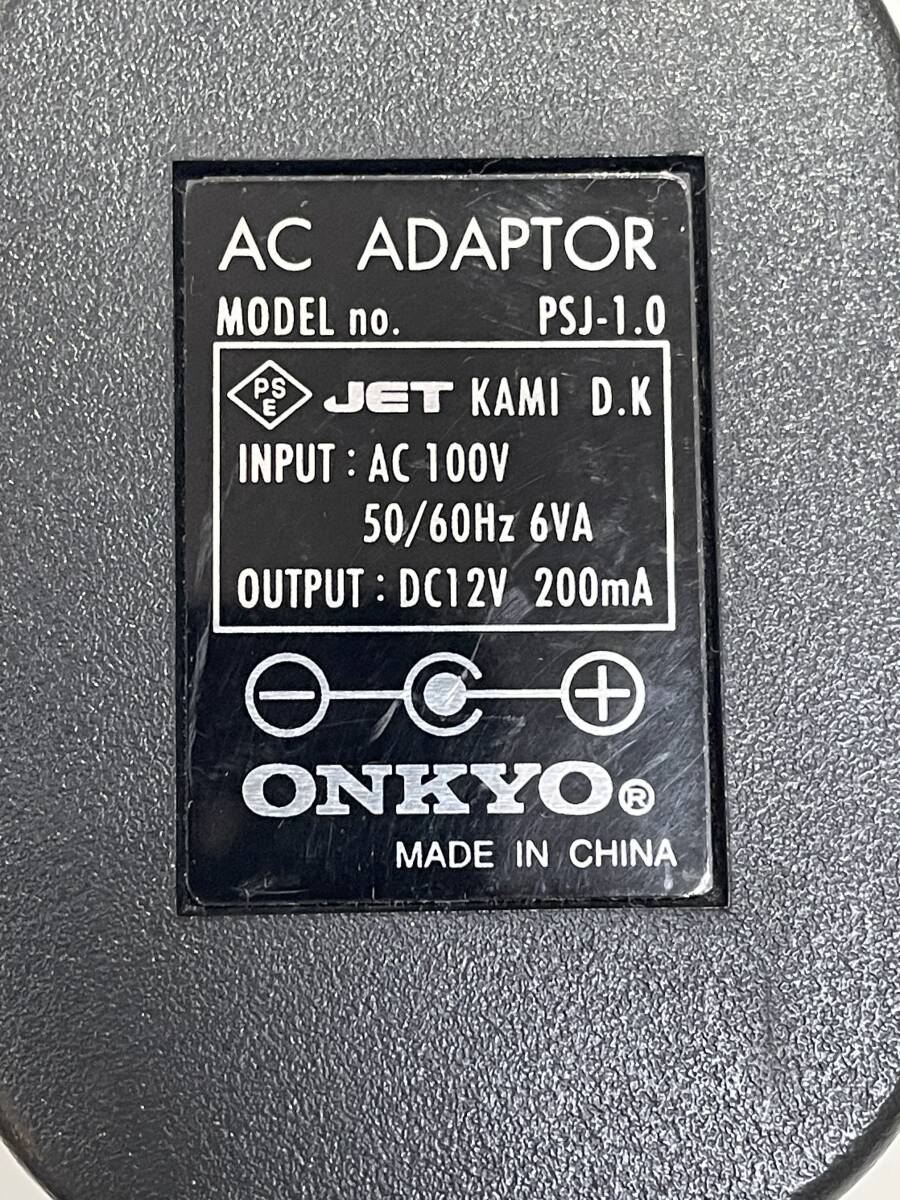 AC ADAPTOR
MODEL no. PSJ-1.0
PSE JET KAMI D.K
INPUT : AC 100V
50/60Hz 6VA
OUTPUT : DC12V 200mA
ONKYO®
MADE IN CHINA